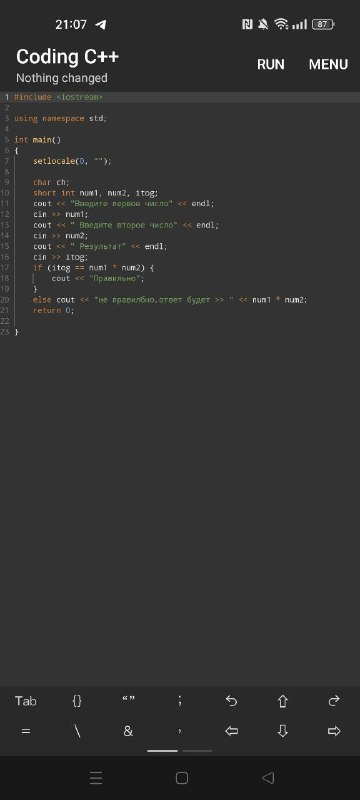 21:07
87
Coding C++
Nothing changed
RUN
MENU
1 #include <iostream>
2
3 using namespace std;
4
5 int main()
6 {
7 setlocale(0, "");
8
9 char ch;
10 short int num1, num2, itog;
11 cout << "Введите первое число" << endl;
12 cin >> num1;
13 cout << " Введите второе число" << endl;
14 cin >> num2;
15 cout << " Результат" << endl;
16 cin >> itog;
17 if (itog == num1 * num2) {
18 cout << "Правильно";
19 }
20 else cout << "не правилбно,ответ будет >> " << num1 * num2;
21 return 0;
22
23 }
Tab {} “” ;
= \ & ,